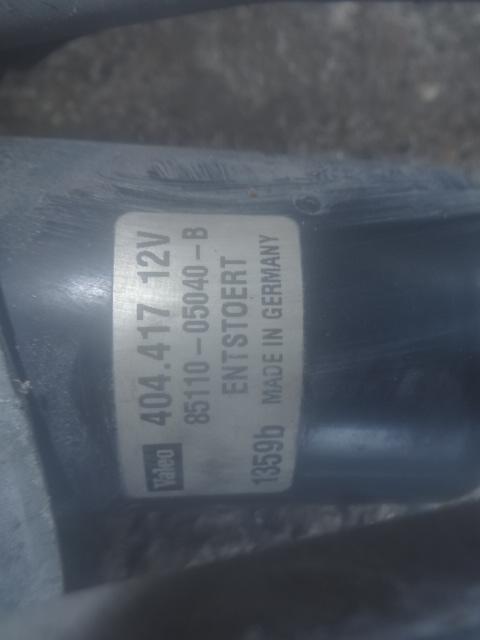 Valeo 404.417 12V
85110-05040-B
ENTSTOERT
1359b MADE IN GERMANY